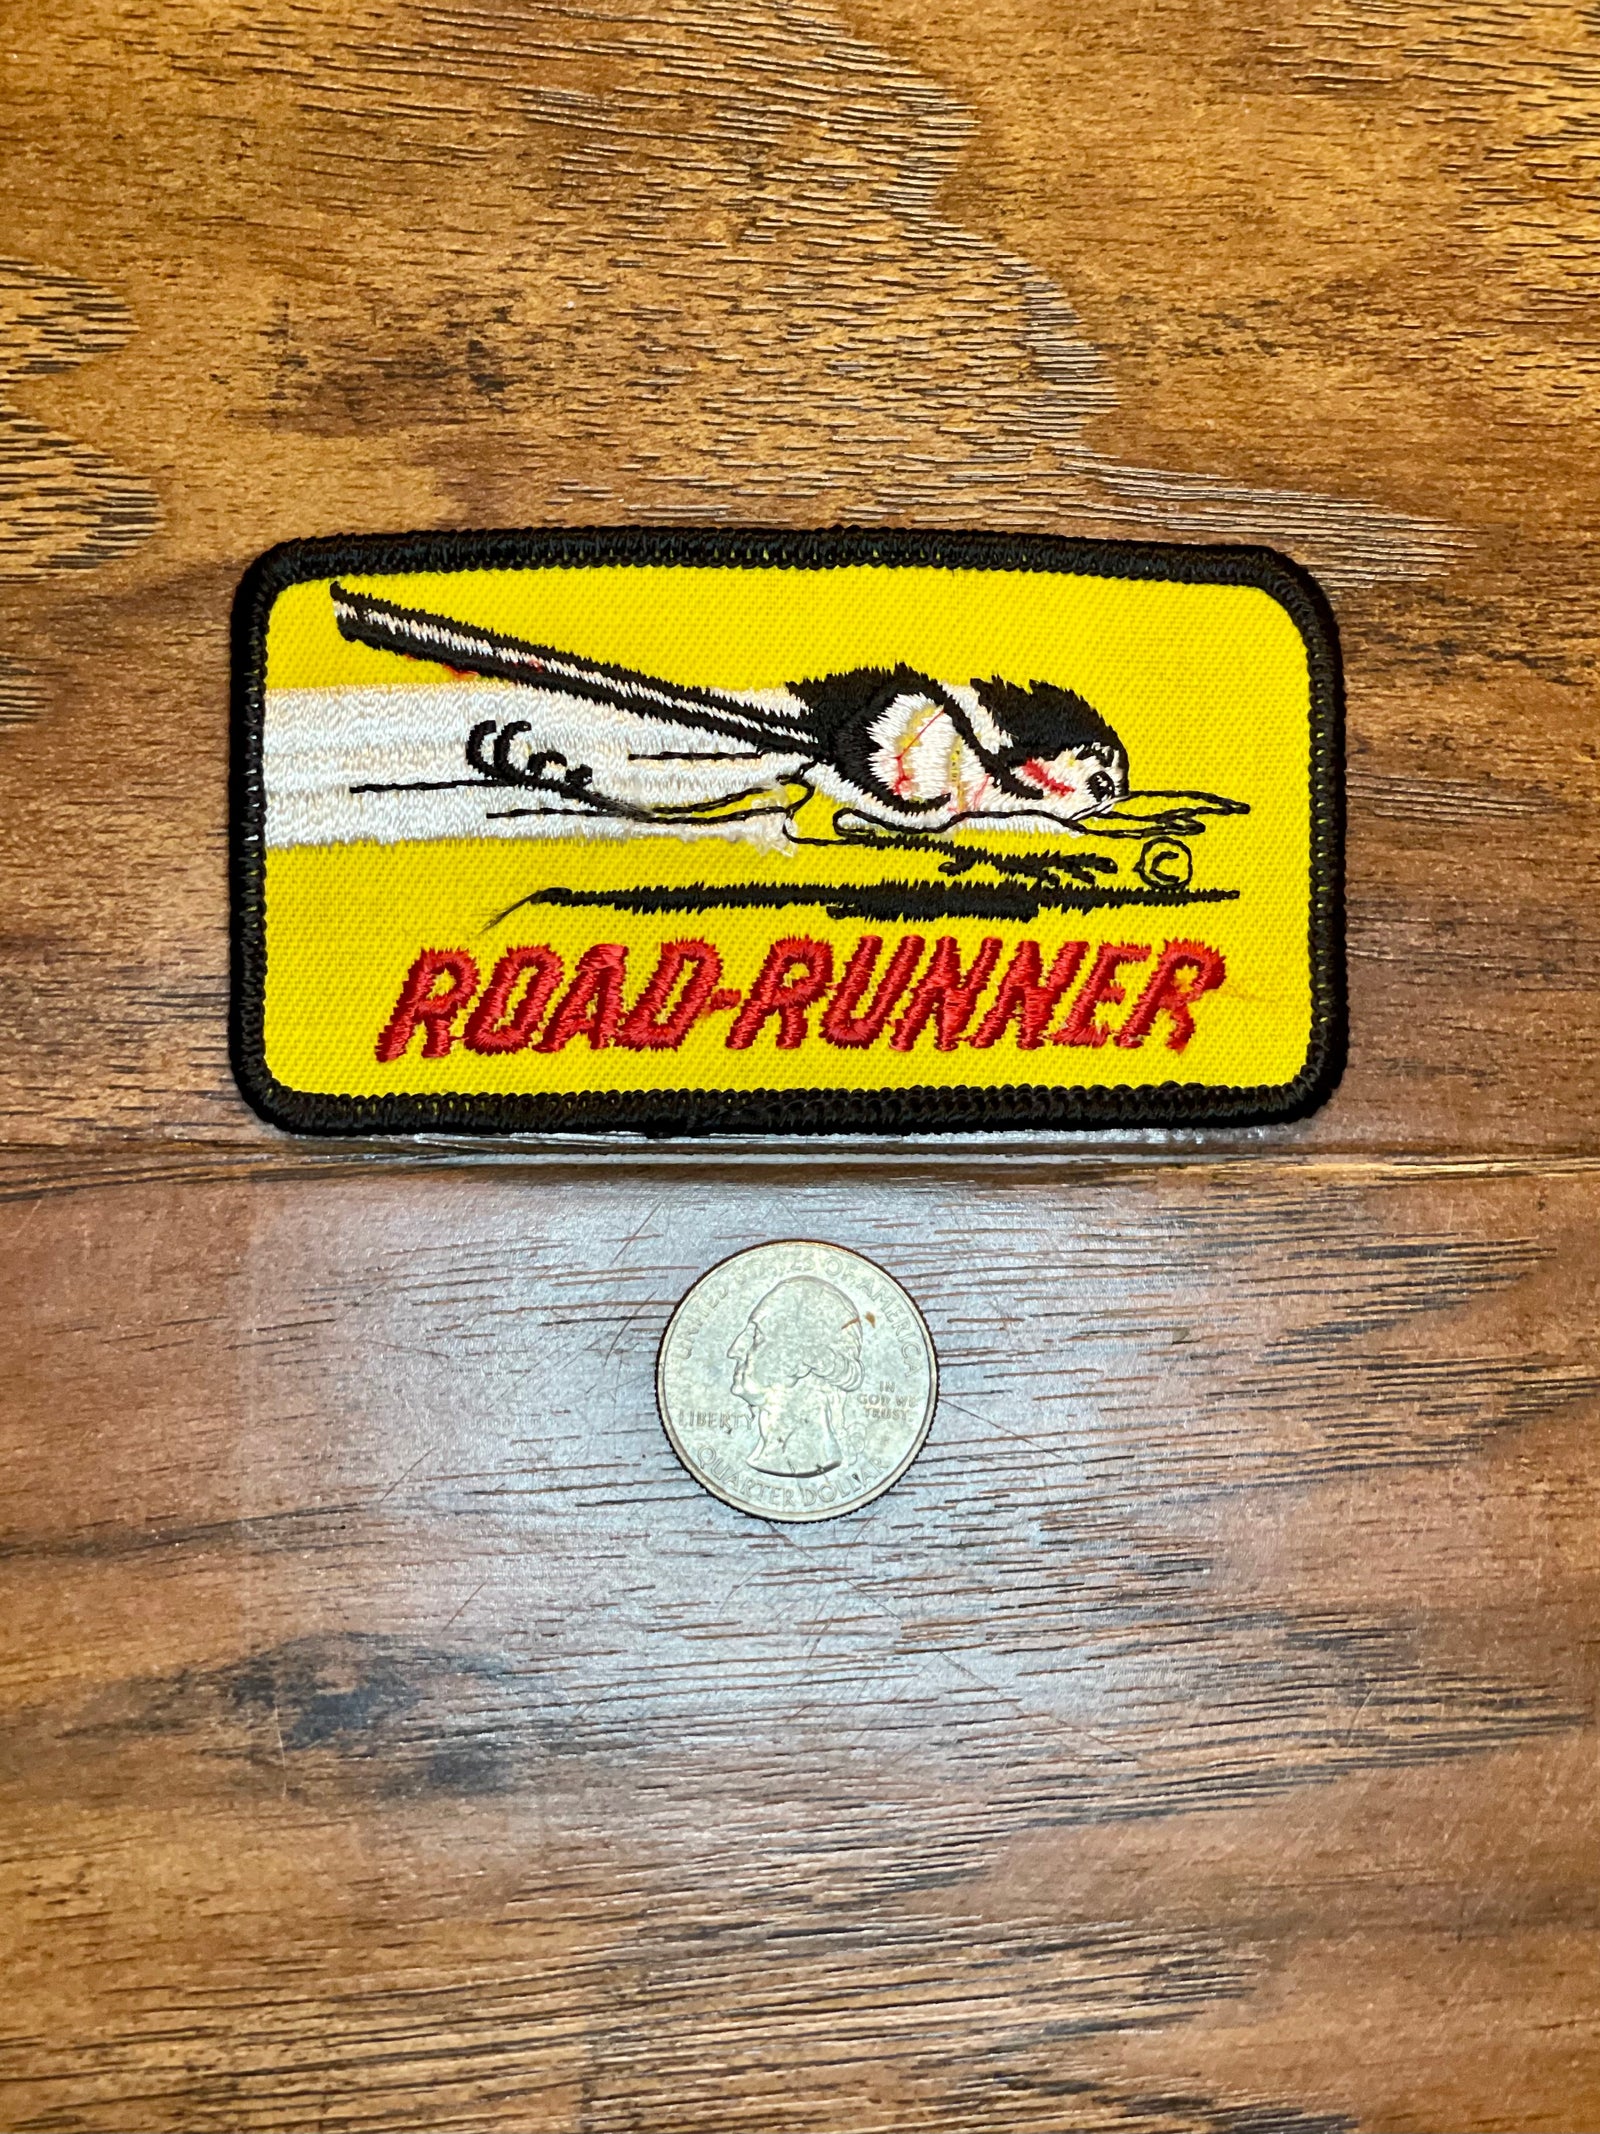 ROAD-RUNNER
UNITED STATES OF AMERICA
LIBERTY
IN
GOD WE
TRUST
QUARTER DOLLAR